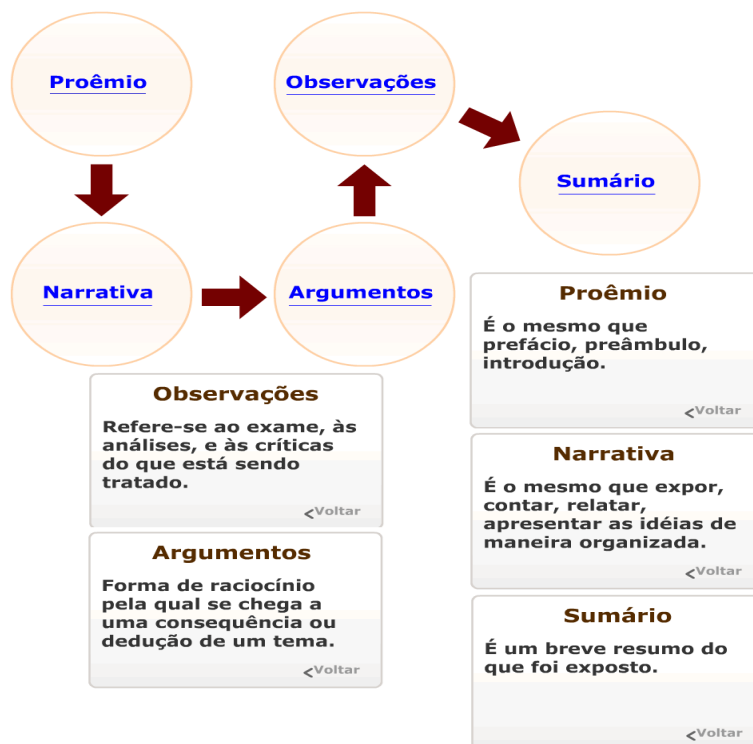 Proêmio
Observações
Sumário
Narrativa
Argumentos
Proêmio
É o mesmo que
prefácio, preâmbulo,
introdução.
<Voltar
Observações
Refere-se ao exame, às
análises, e às críticas
do que está sendo
tratado.
<Voltar
Narrativa
É o mesmo que expor,
contar, relatar,
apresentar as idéias de
maneira organizada.
<Voltar
Argumentos
Forma de raciocínio
pela qual se chega a
uma consequência ou
dedução de um tema.
<Voltar
Sumário
É um breve resumo do
que foi exposto.
<Voltar